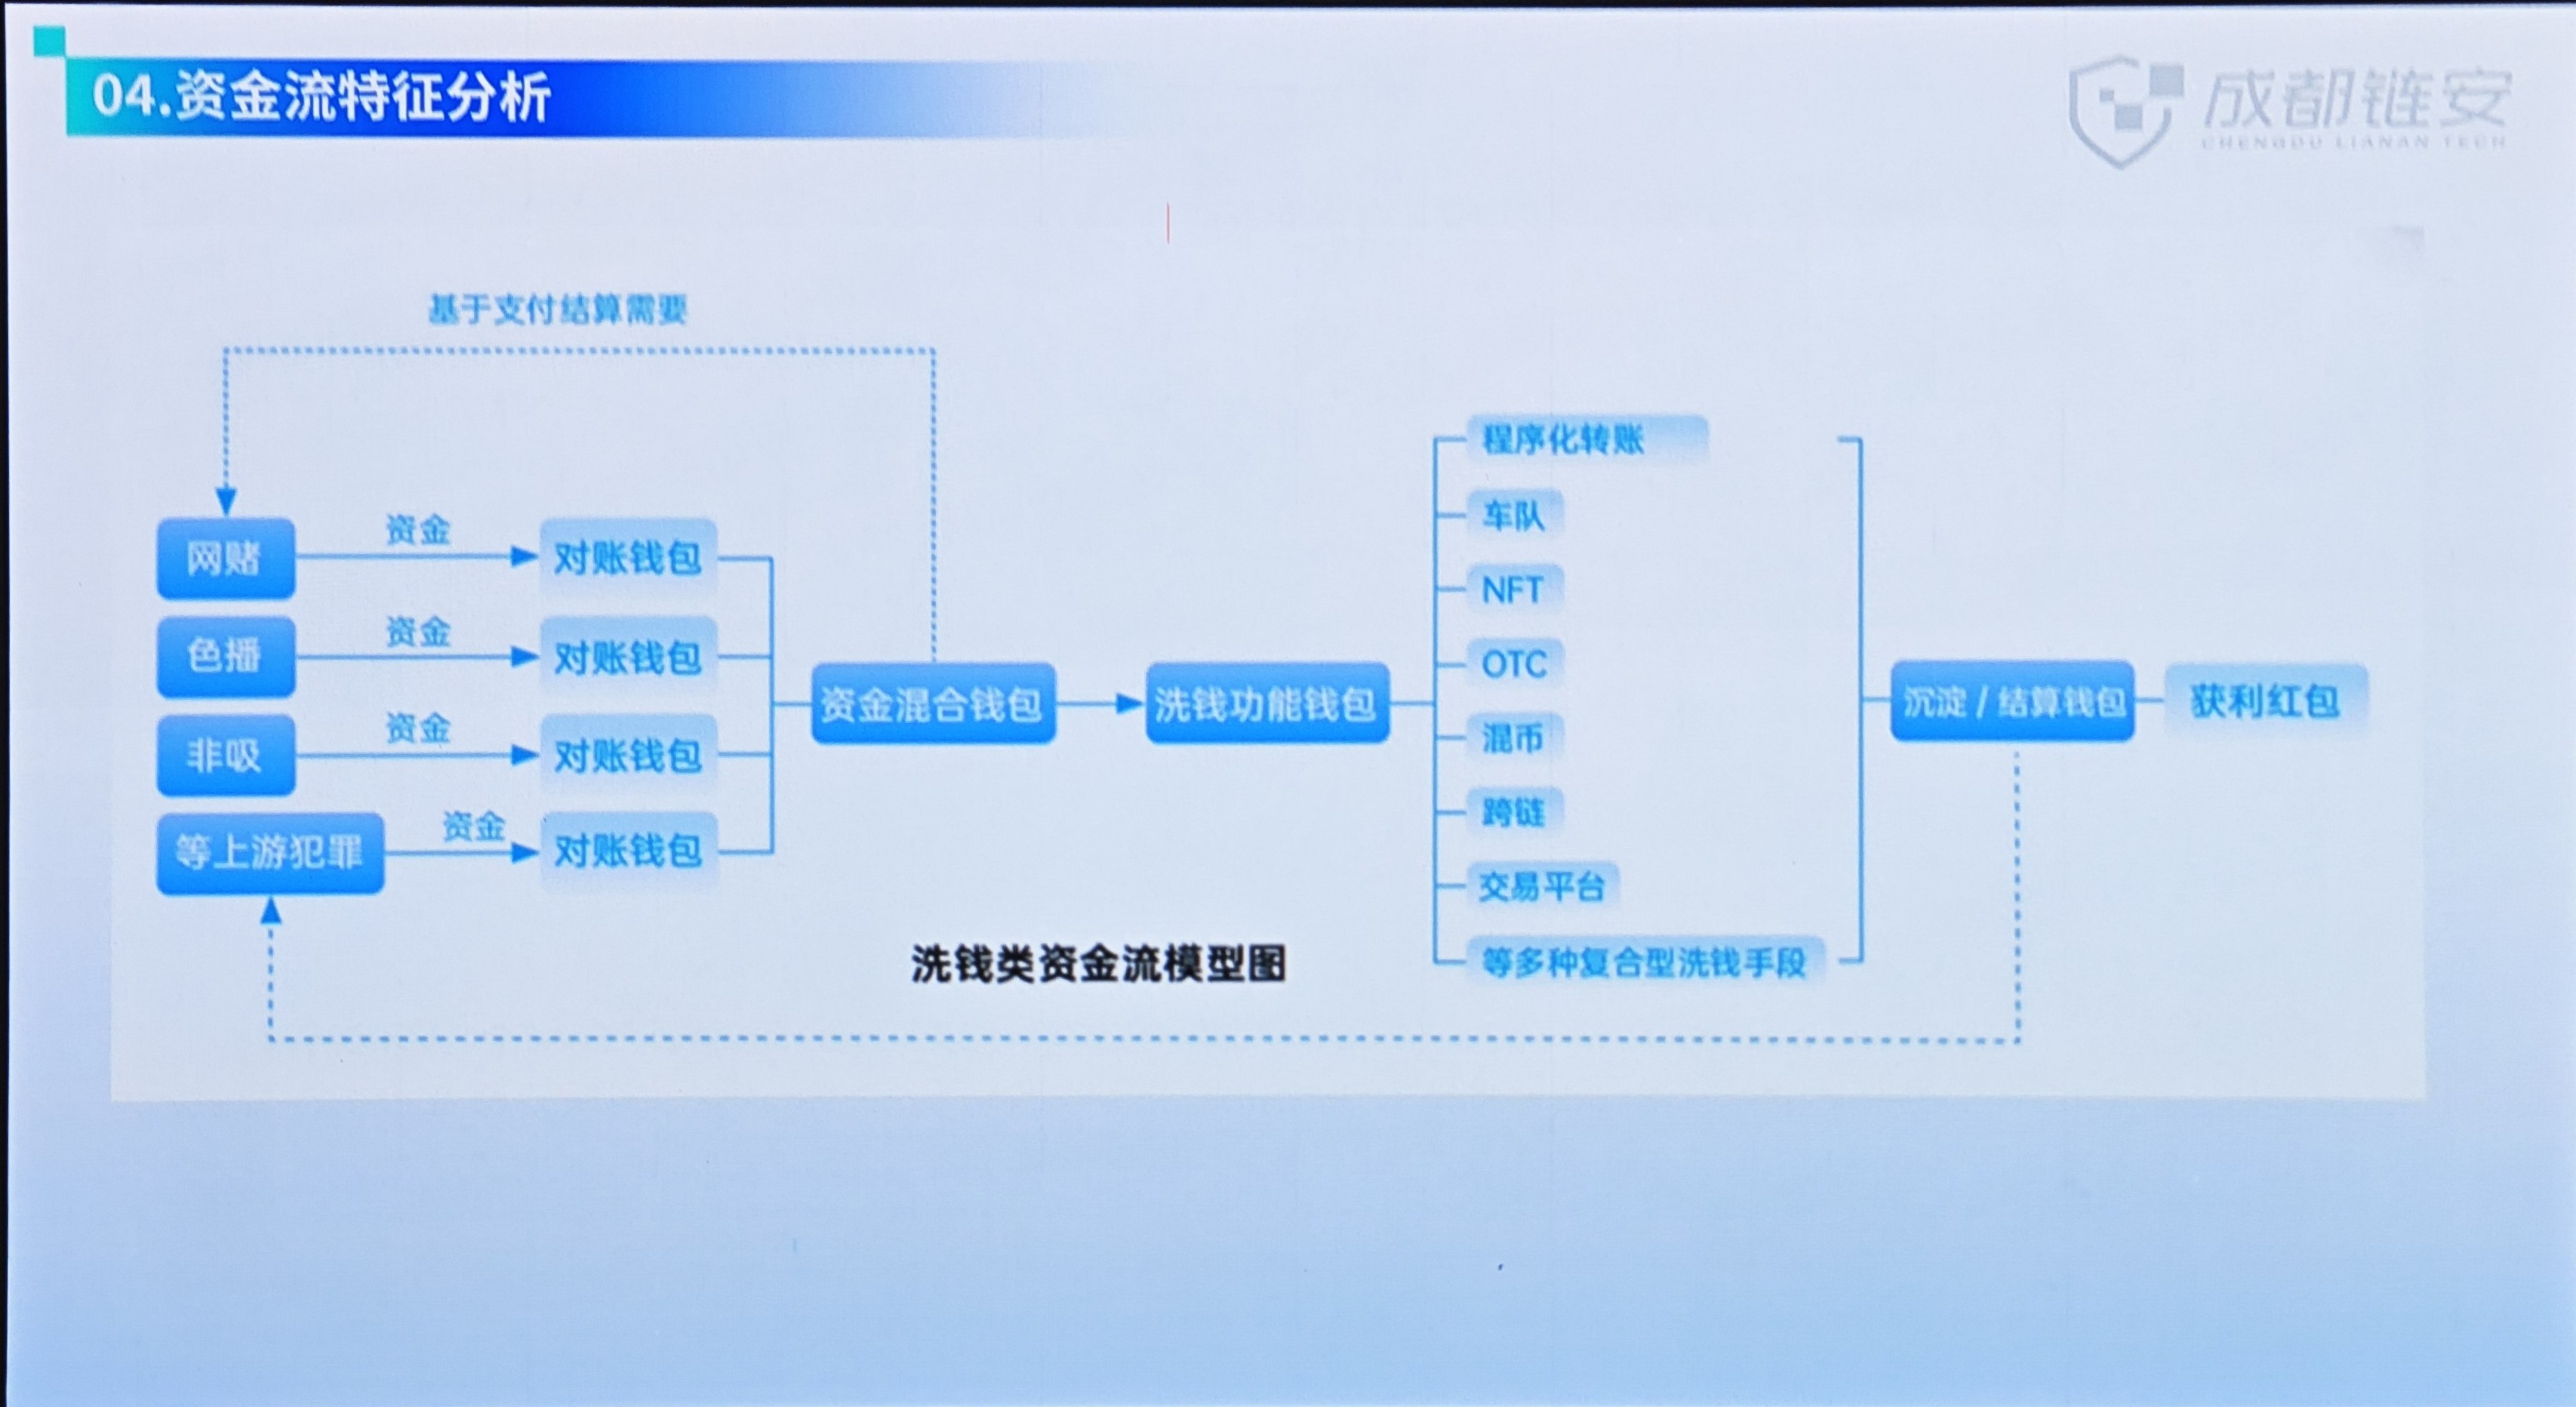 04.资金流特征分析
成都链安
CHENGDU LIANAN TECH
基于支付结算需要
网赌
资金
对账钱包
色播
资金
对账钱包
非吸
资金
对账钱包
等上游犯罪
资金
对账钱包
资金混合钱包
洗钱功能钱包
程序化转账
车队
NFT
OTC
混币
跨链
交易平台
等多种复合型洗钱手段
沉淀 / 结算钱包
获利红包
洗钱类资金流模型图